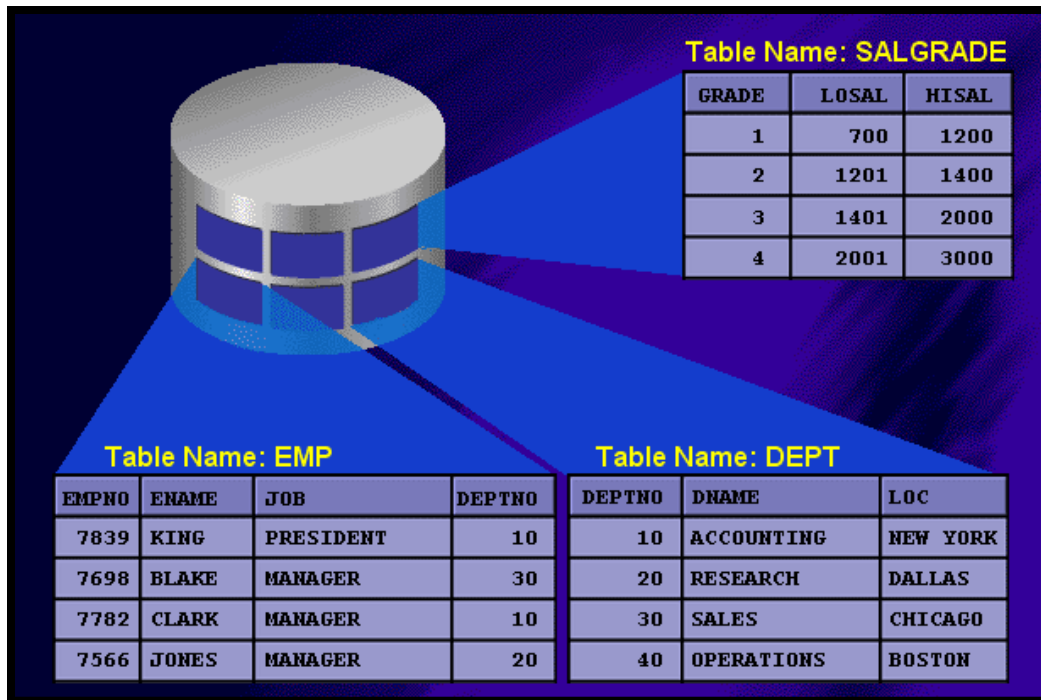 Table Name: SALGRADE
GRADE LOSAL HISAL
1 700 1200
2 1201 1400
3 1401 2000
4 2001 3000
Table Name: EMP
EMPNO ENAME JOB DEPTNO
7839 KING PRESIDENT 10
7698 BLAKE MANAGER 30
7782 CLARK MANAGER 10
7566 JONES MANAGER 20
Table Name: DEPT
DEPTNO DNAME LOC
10 ACCOUNTING NEW YORK
20 RESEARCH DALLAS
30 SALES CHICAGO
40 OPERATIONS BOSTON